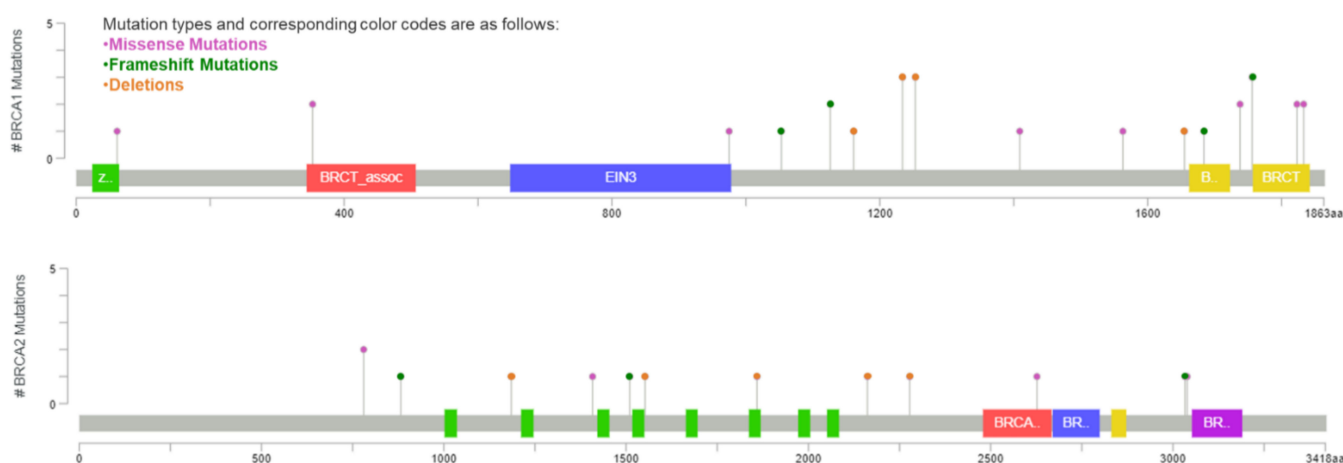 Mutation types and corresponding color codes are as follows:
•Missense Mutations
•Frameshift Mutations
•Deletions
# BRCA1 Mutations
5
0
z..
BRCT_assoc
EIN3
B..
BRCT
0 400 800 1200 1600 1863aa
# BRCA2 Mutations
5
0
BRCA..
BR..
BR..
0 500 1000 1500 2000 2500 3000 3418aa